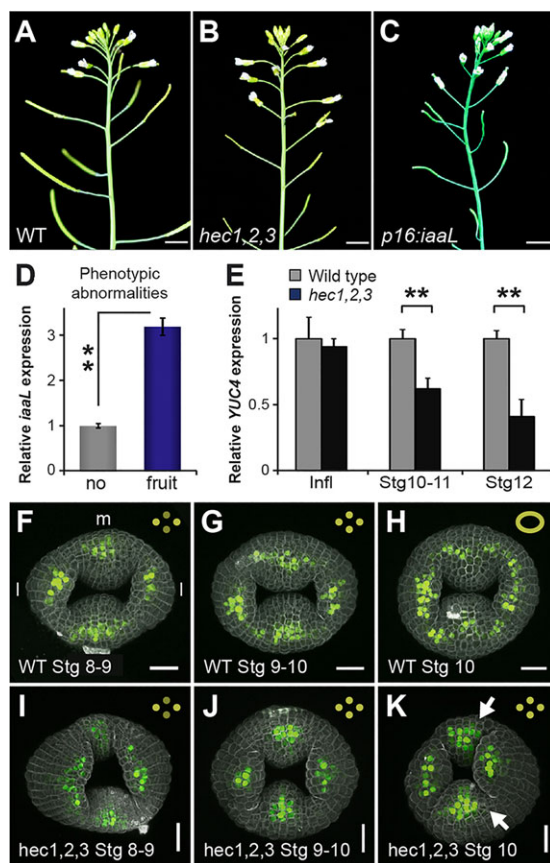 A
B
C
WT
hec1,2,3
p16:iaaL
D
Phenotypic
abnormalities
Relative iaaL expression
3
2
1
0
**
no
fruit
E
Wild type
hec1,2,3
Relative YUC4 expression
1
0.5
0
**
**
Infl
Stg10-11
Stg12
F
m
l
l
WT Stg 8-9
G
WT Stg 9-10
H
WT Stg 10
I
hec1,2,3 Stg 8-9
J
hec1,2,3 Stg 9-10
K
hec1,2,3 Stg 10